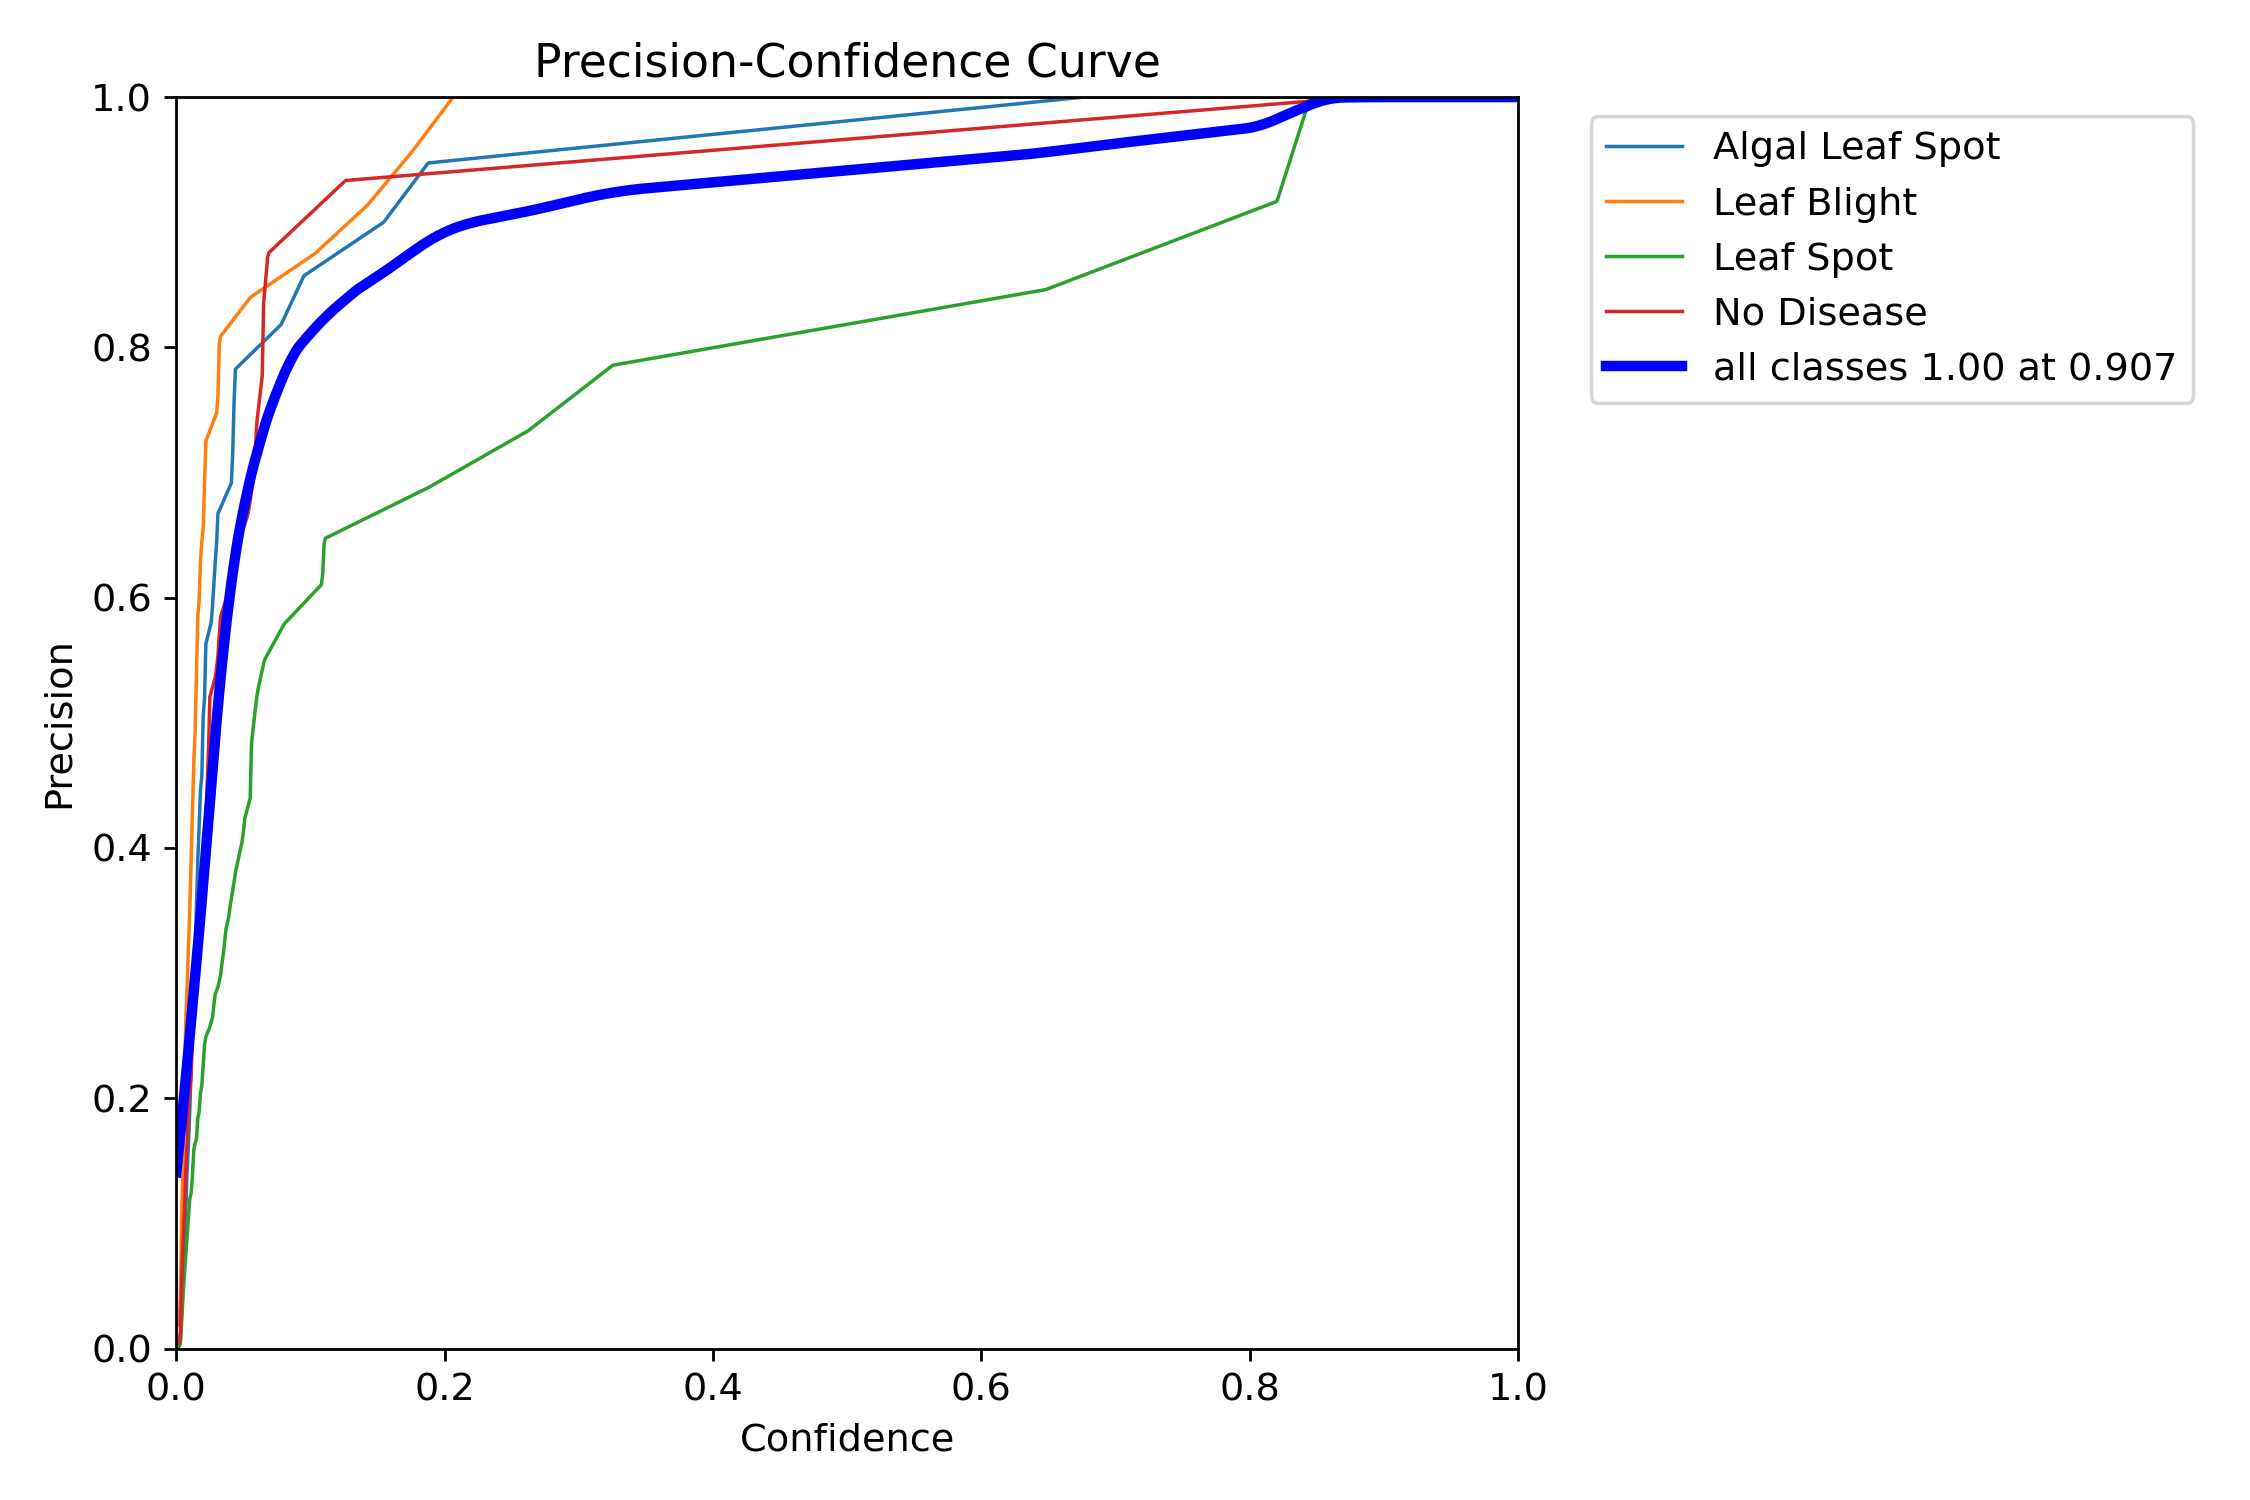 Precision-Confidence Curve
1.0
0.8
0.6
0.4
0.2
0.0
Precision
0.0 0.2 0.4 0.6 0.8 1.0
Confidence
Algal Leaf Spot
Leaf Blight
Leaf Spot
No Disease
all classes 1.00 at 0.907